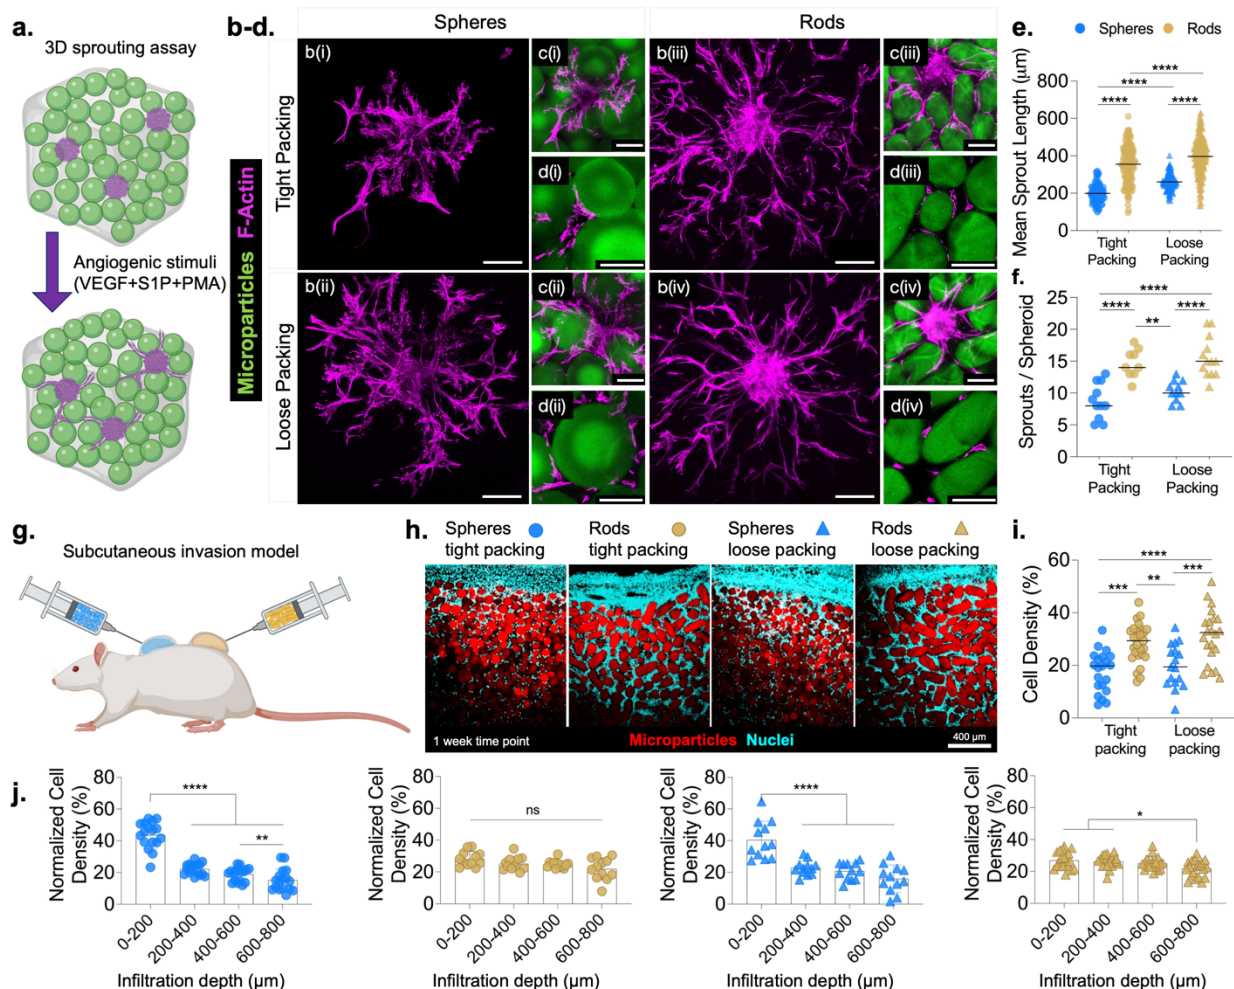 a.
3D sprouting assay
Angiogenic stimuli
(VEGF+S1P+PMA)
b-d.
Spheres
Rods
Microparticles F-Actin
Tight Packing
Loose Packing
b(i)
c(i)
d(i)
b(iii)
c(iii)
d(iii)
b(ii)
c(ii)
d(ii)
b(iv)
c(iv)
d(iv)
e.
Spheres
Rods
Mean Sprout Length (μm)
800
600
400
200
0
****
****
****
****
Tight
Packing
Loose
Packing
f.
Sprouts / Spheroid
25
20
15
10
5
0
****
****
**
****
Tight
Packing
Loose
Packing
g.
Subcutaneous invasion model
h.
Spheres
tight packing
Rods
tight packing
Spheres
loose packing
Rods
loose packing
1 week time point
Microparticles Nuclei
400 μm
i.
Cell Density (%)
60
40
20
0
****
***
**
***
Tight
packing
Loose
packing
j.
Normalized Cell
Density (%)
80
60
40
20
0
****
**
0-200
200-400
400-600
600-800
Infiltration depth (μm)
Normalized Cell
Density (%)
80
60
40
20
0
ns
0-200
200-400
400-600
600-800
Infiltration depth (μm)
Normalized Cell
Density (%)
80
60
40
20
0
****
0-200
200-400
400-600
600-800
Infiltration depth (μm)
Normalized Cell
Density (%)
80
60
40
20
0
*
0-200
200-400
400-600
600-800
Infiltration depth (μm)